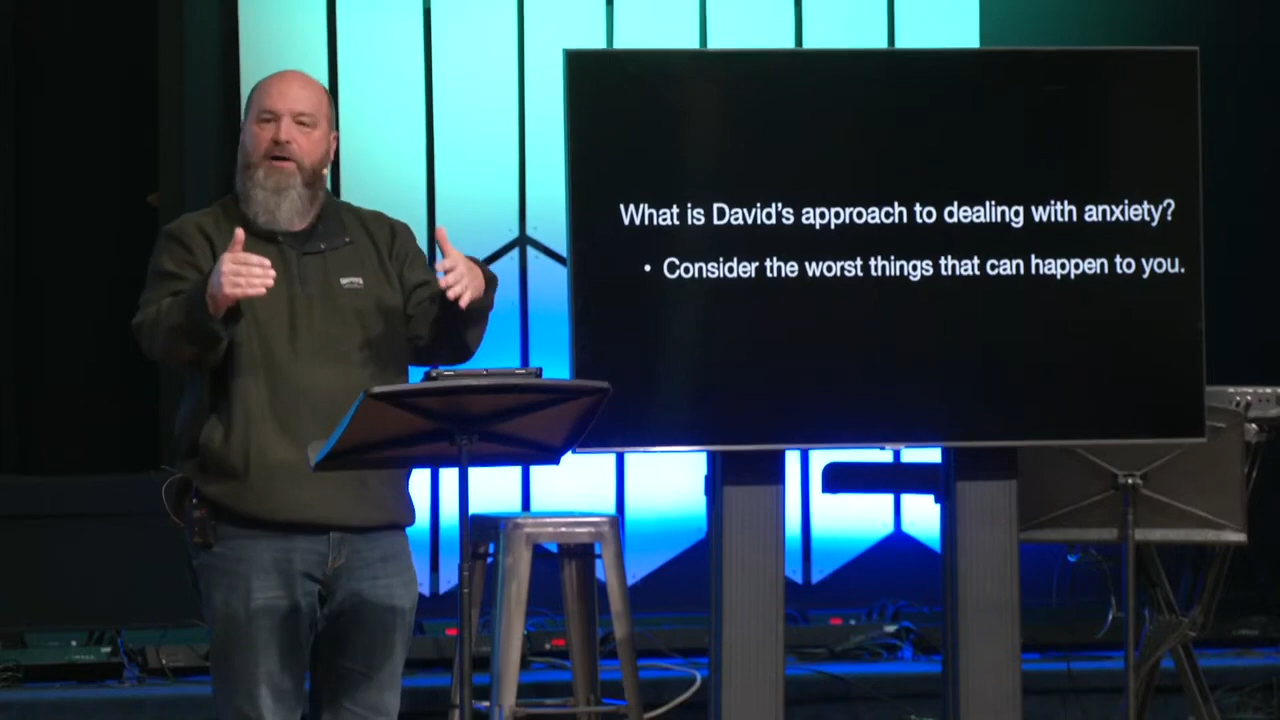 What is David's approach to dealing with anxiety?
• Consider the worst things that can happen to you.